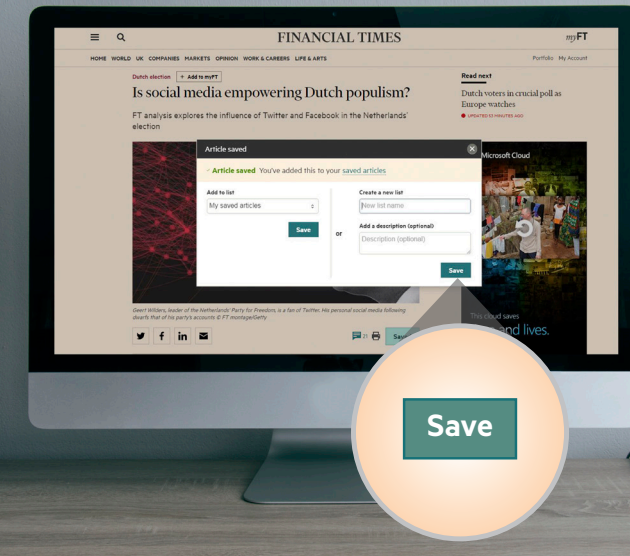 FINANCIAL TIMES
myFT
HOME WORLD UK COMPANIES MARKETS OPINION WORK & CAREERS LIFE & ARTS
Portfolio My Account
Dutch election + Add to myFT
Is social media empowering Dutch populism?
FT analysis explores the influence of Twitter and Facebook in the Netherlands'
election
Read next
Dutch voters in crucial poll as
Europe watches
UPDATED 51 MINUTES AGO
Article saved
Article saved You've added this to your saved articles
Add to list
My saved articles
Save
or
Create a new list
New list name
Add a description (optional)
Description (optional)
Save
Microsoft Cloud
Geert Wilders, leader of the Netherlands' Party for Freedom, is a fan of Twitter. His personal social media following
dwarfs that of his party's accounts © FT montage/Getty
21
This cloud saves
lives.
Save